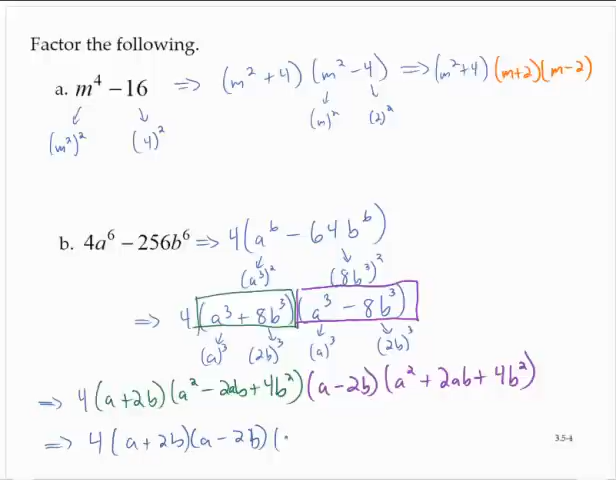 Factor the following.
a. m⁴ − 16 ⇒ (m² + 4) (m² − 4) ⇒ (m² + 4) (m+2)(m−2)
(m²)² (4)² (m)² (2)²
b. 4a⁶ − 256b⁶ ⇒ 4(a⁶ − 64b⁶)
(a³)² (8b³)²
⇒ 4(a³ + 8b³)(a³ − 8b³)
(a)³ (2b)³ (a)³ (2b)³
⇒ 4(a+2b)(a² − 2ab + 4b²)(a − 2b)(a² + 2ab + 4b²)
⇒ 4(a + 2b)(a − 2b)(
3.5-4